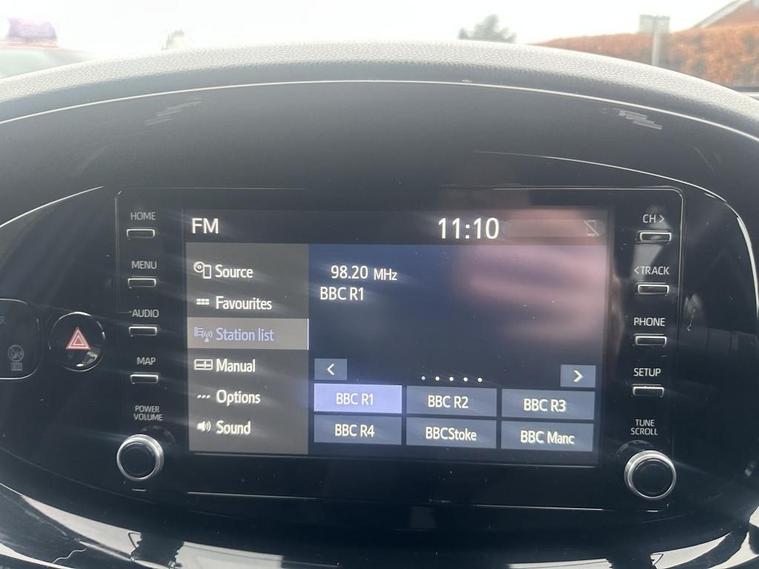 HOME
MENU
AUDIO
MAP
POWER
VOLUME
FM
11:10
Source
Favourites
Station list
Manual
Options
Sound
98.20 MHz
BBC R1
BBC R1
BBC R2
BBC R3
BBC R4
BBCStoke
BBC Manc
CH >
< TRACK
PHONE
SETUP
TUNE
SCROLL